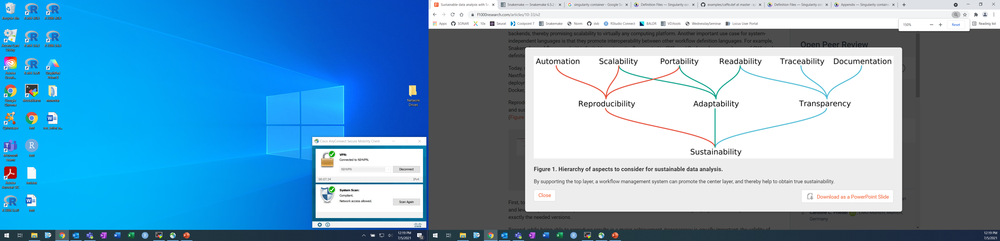 Recycle Bin
R x64 4.0.3
R i386 4.0.3
Access Card
Utility
R x64 3.6.3
R i386 3.6.3
Adobe
Creati...
R x64 3.5.0
GraphPad
Prism 8
Google
Chrome
MobaXterm
monovar
Cytoscape
test
rec_letter_n...
Microsoft
Teams
test
Adobe
Acrobat DC
test.tex
R i386 3.5.0
test
Network
Drives
Cisco AnyConnect Secure Mobility Client
VPN:
Connected to NIHVPN.
NIHVPN
Disconnect
00:07:34
IPv4
System Scan:
Compliant.
Network access allowed.
Scan Again
CISCO
12:19 PM
7/5/2021
12
Sustainable data analysis with Sn
Snakemake — Snakemake 6.5.2
singularity container - Google Se
Definition Files — Singularity con
examples/caffe.def at master · sy
Definition Files — Singularity con
Appendix — Singularity containe
f1000research.com/articles/10-33/v2
Apps
SONAR
10x
Seurat
Costpoint 7
Snakemake
Norm
dsb
RStudio Connect
BALDR
VDJtools
WednesdaySeminar
Locus User Portal
150%
Reset
Reading list
backends, thereby promising scalability to virtually any computing platform. Another important use case for system-
independent languages is that they promote interoperability between other workflow definition languages. For example,
Snakem
definitio
Today, s
Nextflo
deployn
Docker,
Reprod
and sus
(Figure
First, to
and leve
exactly the needed versions.
Open Peer Review
Automation
Scalability
Portability
Readability
Traceability
Documentation
Reproducibility
Adaptability
Transparency
Sustainability
Figure 1. Hierarchy of aspects to consider for sustainable data analysis.
By supporting the top layer, a workflow management system can promote the center layer, and thereby help to obtain true sustainability.
Close
Download as a PowerPoint Slide
2. Caroline C. Friedel, LMU Munich, Munich,
Germany
12:19 PM
7/5/2021